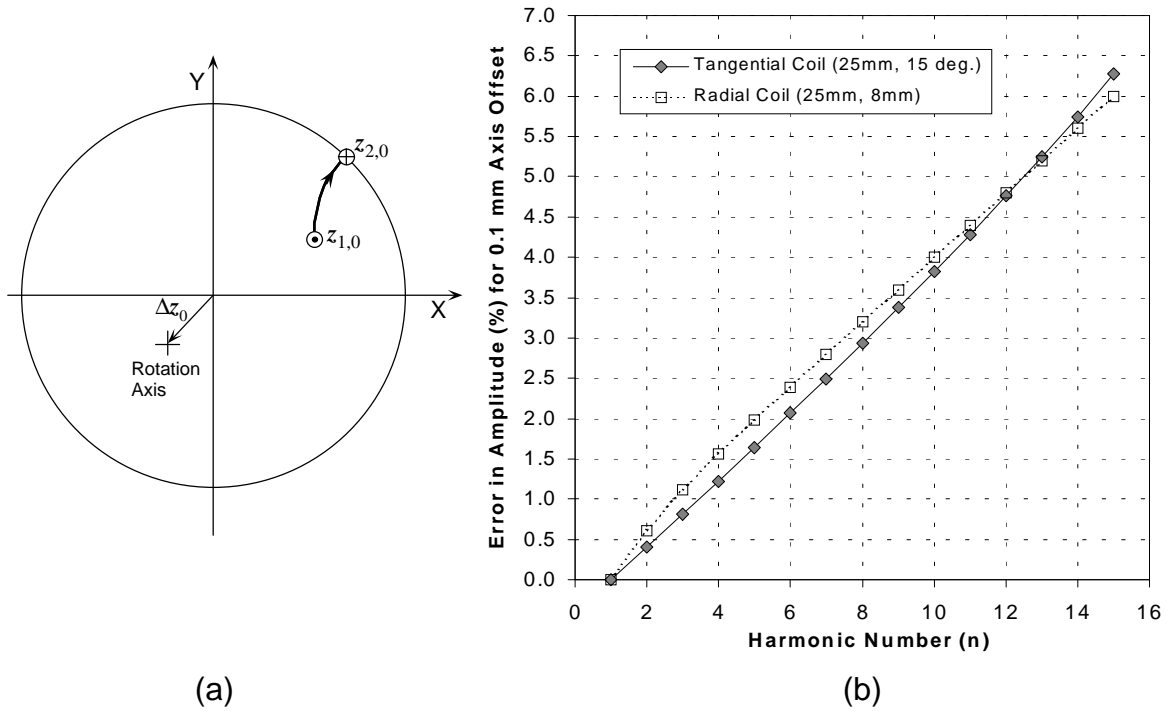 Y
z2,0
z1,0
X
Δz0
Rotation
Axis
(a)
Error in Amplitude (%) for 0.1 mm Axis Offset
7.0
6.5
6.0
5.5
5.0
4.5
4.0
3.5
3.0
2.5
2.0
1.5
1.0
0.5
0.0
Tangential Coil (25mm, 15 deg.)
Radial Coil (25mm, 8mm)
0 2 4 6 8 10 12 14 16
Harmonic Number (n)
(b)